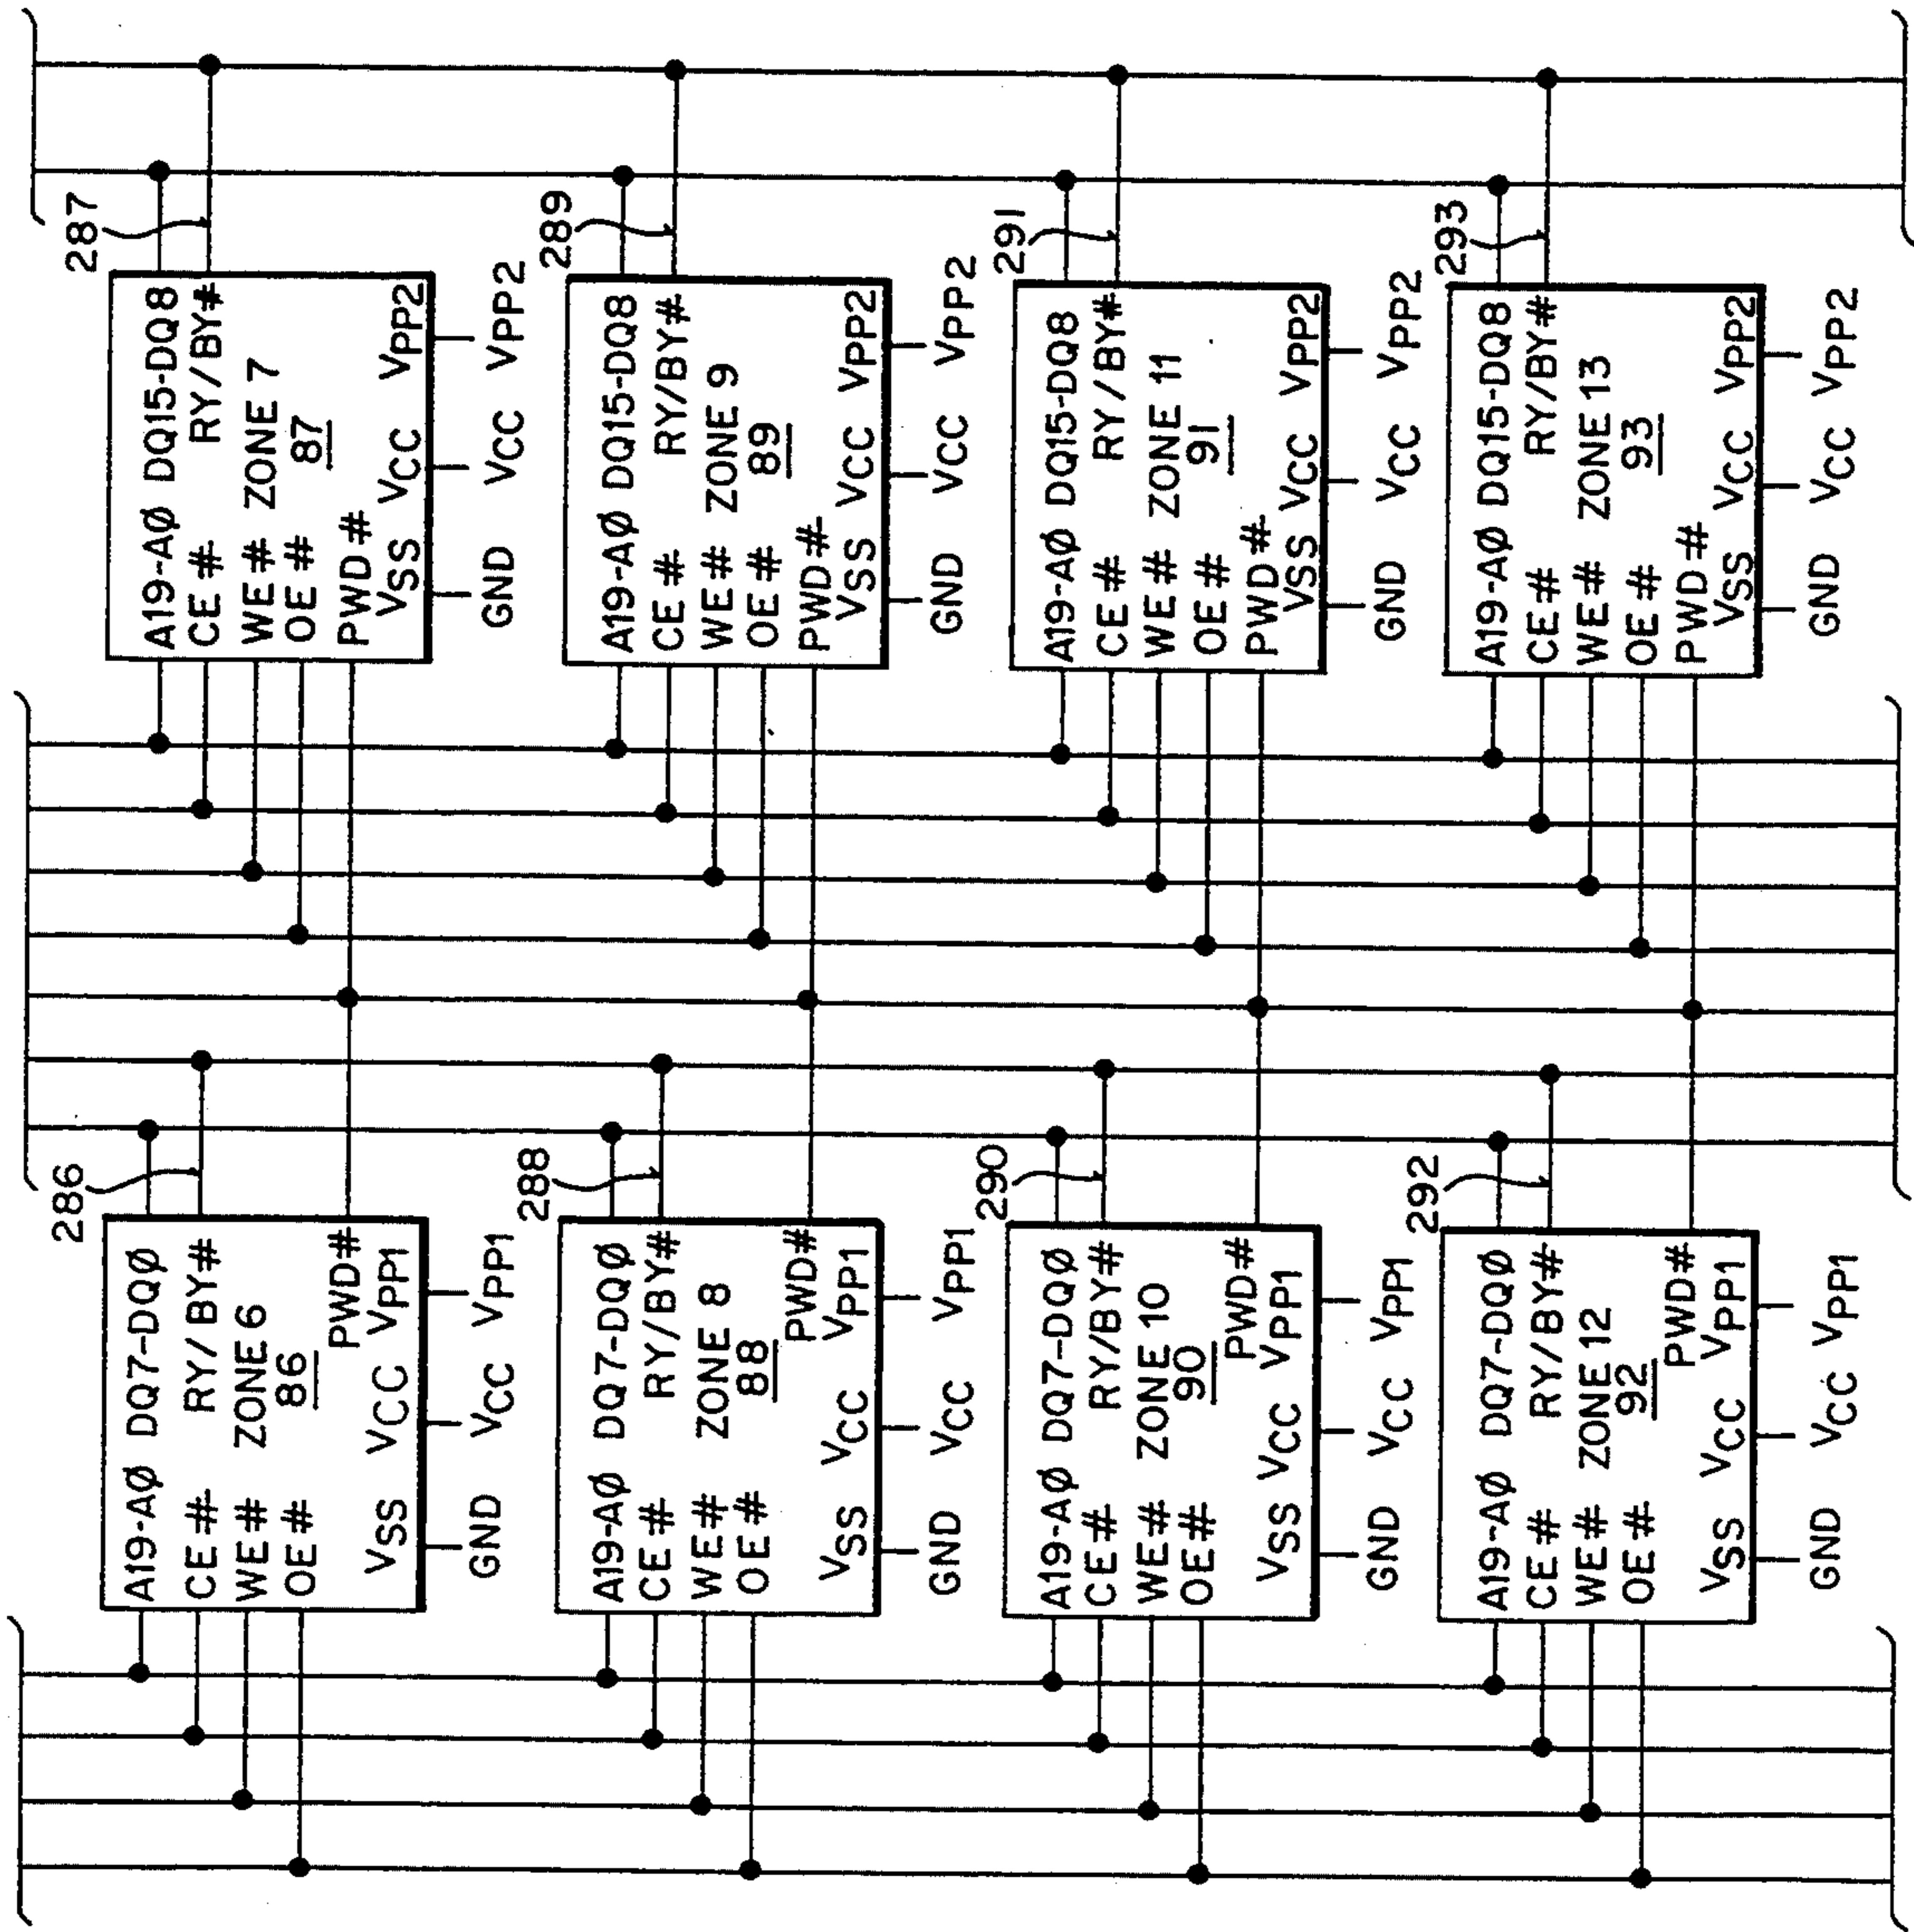 286
A19-AØ DQ7-DQØ
CE# RY/BY#
WE# ZONE 6
OE# 86
PWD#
VSS VCC VPP1
GND VCC VPP1
287
A19-AØ DQ15-DQ8
CE# RY/BY#
WE# ZONE 7
OE# 87
PWD#
VSS VCC VPP2
GND VCC VPP2
288
A19-AØ DQ7-DQØ
CE# RY/BY#
WE# ZONE 8
OE# 88
PWD#
VSS VCC VPP1
GND VCC VPP1
289
A19-AØ DQ15-DQ8
CE# RY/BY#
WE# ZONE 9
OE# 89
PWD#
VSS VCC VPP2
GND VCC VPP2
290
A19-AØ DQ7-DQØ
CE# RY/BY#
WE# ZONE 10
OE# 90
PWD#
VSS VCC VPP1
GND VCC VPP1
291
A19-AØ DQ15-DQ8
CE# RY/BY#
WE# ZONE 11
OE# 91
PWD#
VSS VCC VPP2
GND VCC VPP2
292
A19-AØ DQ7-DQØ
CE# RY/BY#
WE# ZONE 12
OE# 92
PWD#
VSS VCC VPP1
GND VCC VPP1
293
A19-AØ DQ15-DQ8
CE# RY/BY#
WE# ZONE 13
OE# 93
PWD#
VSS VCC VPP2
GND VCC VPP2